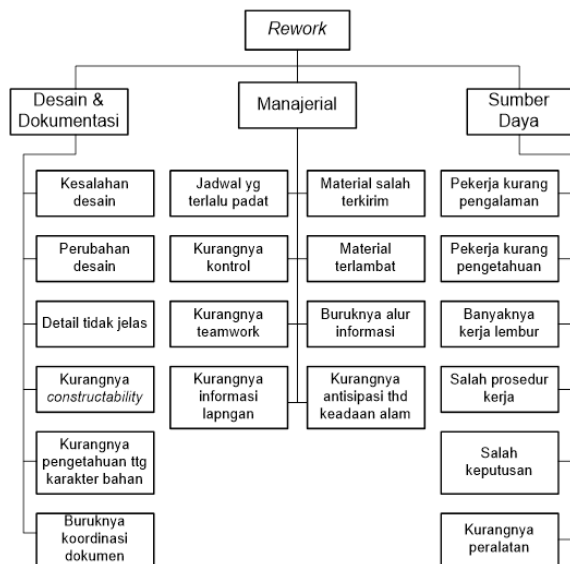 Rework
Desain &
Dokumentasi
Manajerial
Sumber
Daya
Kesalahan
desain
Perubahan
desain
Detail tidak jelas
Kurangnya
constructability
Kurangnya
pengetahuan ttg
karakter bahan
Buruknya
koordinasi
dokumen
Jadwal yg
terlalu padat
Kurangnya
kontrol
Kurangnya
teamwork
Kurangnya
informasi
lapngan
Material salah
terkirim
Material
terlambat
Buruknya alur
informasi
Kurangnya
antisipasi thd
keadaan alam
Pekerja kurang
pengalaman
Pekerja kurang
pengetahuan
Banyaknya
kerja lembur
Salah prosedur
kerja
Salah
keputusan
Kurangnya
peralatan